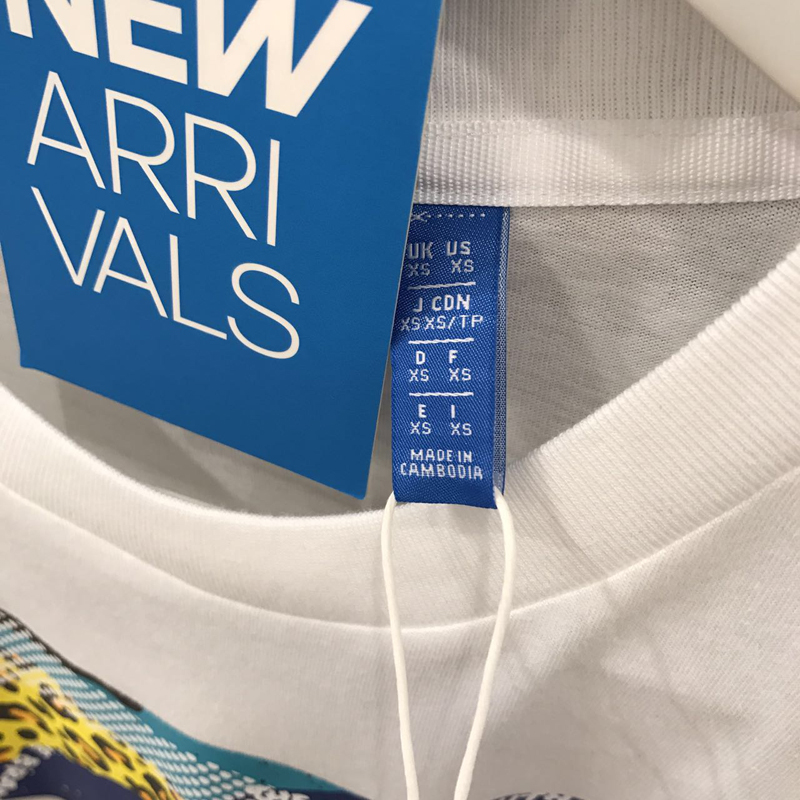 NEW
ARRI
VALS
UK US
XS XS
J CDN
XS XS/TP
D F
XS XS
E I
XS XS
MADE IN
CAMBODIA